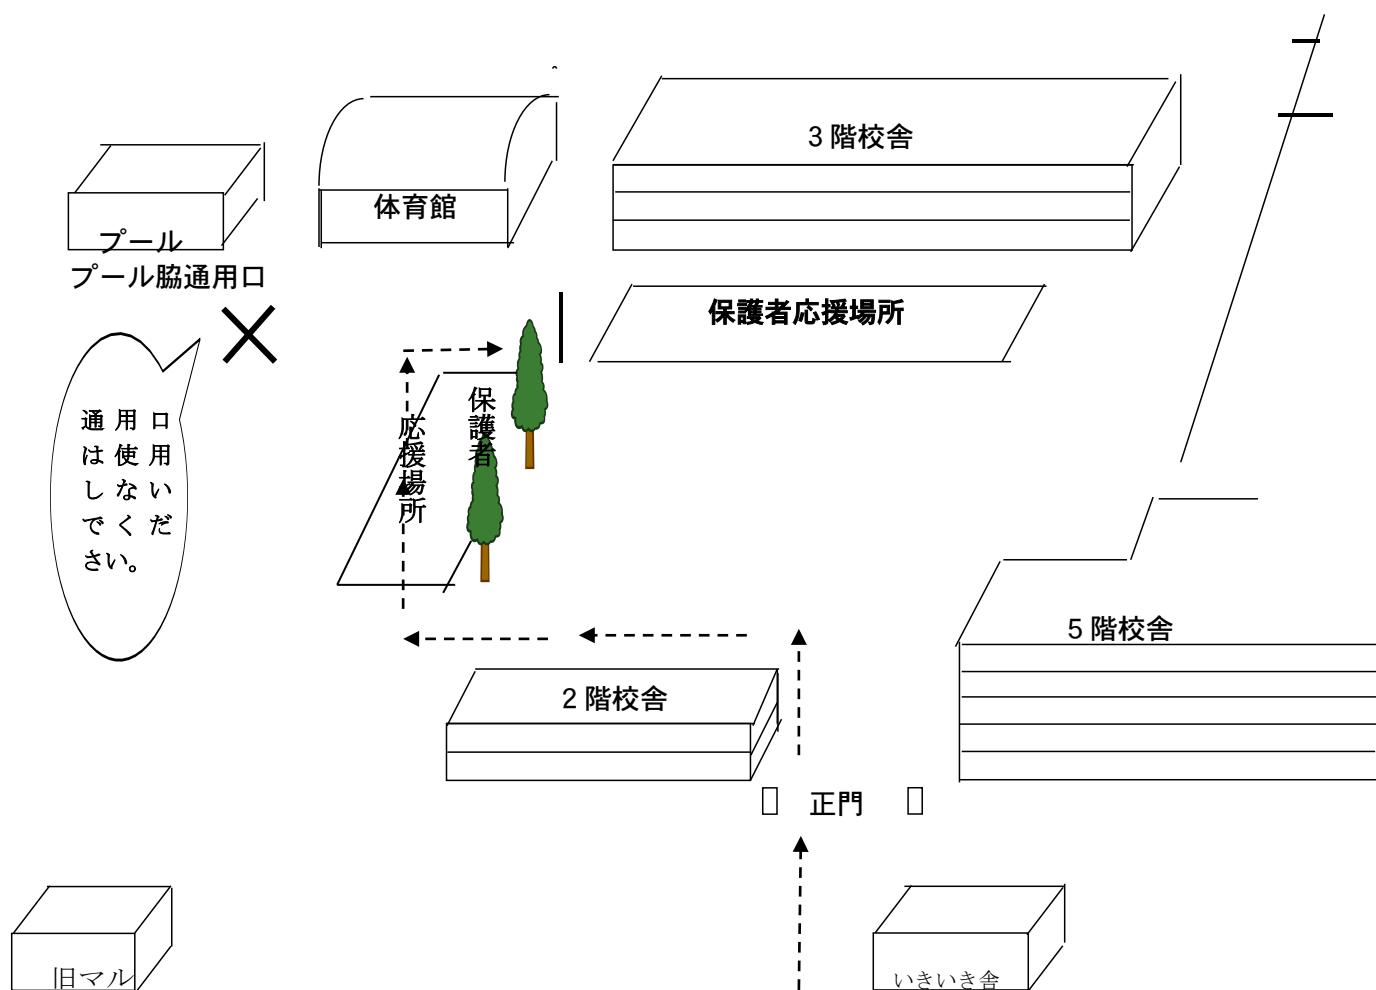 3 階校舎
体育館
プール
プール脇通用口
保護者応援場所
保護者
応援場所
通用口
は使用
しない
でくだ
さい。
5 階校舎
2 階校舎
正門
旧マル
いきいき舎